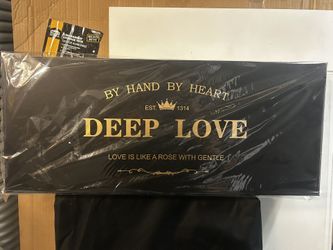 BY HAND BY HEART
EST. 1314
DEEP LOVE
LOVE IS LIKE A ROSE WITH GENTLE